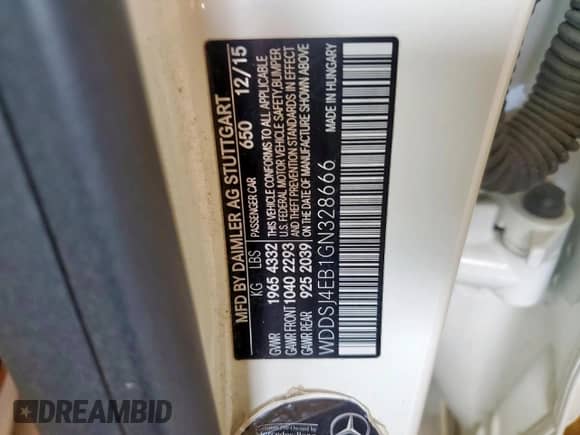 MFD BY DAIMLER AG STUTTGART
650 12/15
PASSENGER CAR
KG LBS
GVWR 1965 4332
GAWR FRONT 1040 2293
GAWR REAR 925 2039
THIS VEHICLE CONFORMS TO ALL APPLICABLE
U.S. FEDERAL MOTOR VEHICLE SAFETY, BUMPER
AND THEFT PREVENTION STANDARDS IN EFFECT
ON THE DATE OF MANUFACTURE SHOWN ABOVE
MADE IN HUNGARY
WDDSJ4EB1GN328666
DREAMBID